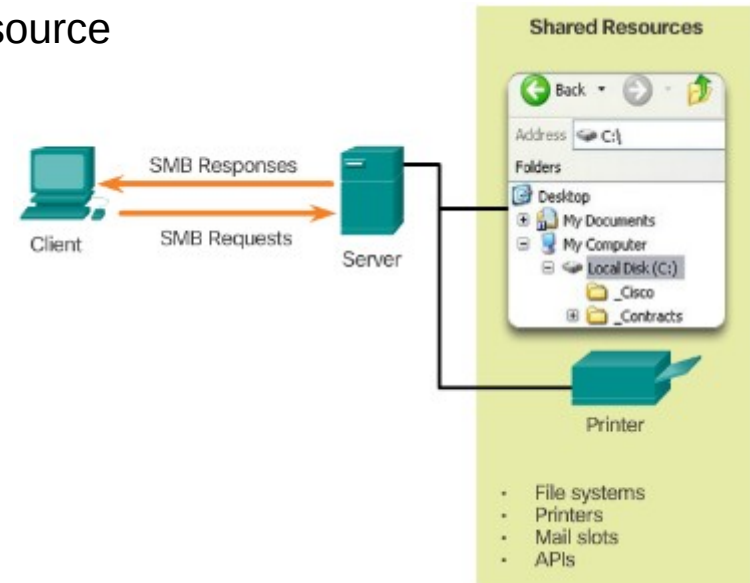 source
Shared Resources
Back
Address C:\
Folders
Desktop
My Documents
My Computer
Local Disk (C:)
_Cisco
_Contracts
SMB Responses
SMB Requests
Client
Server
Printer
· File systems
· Printers
· Mail slots
· APIs